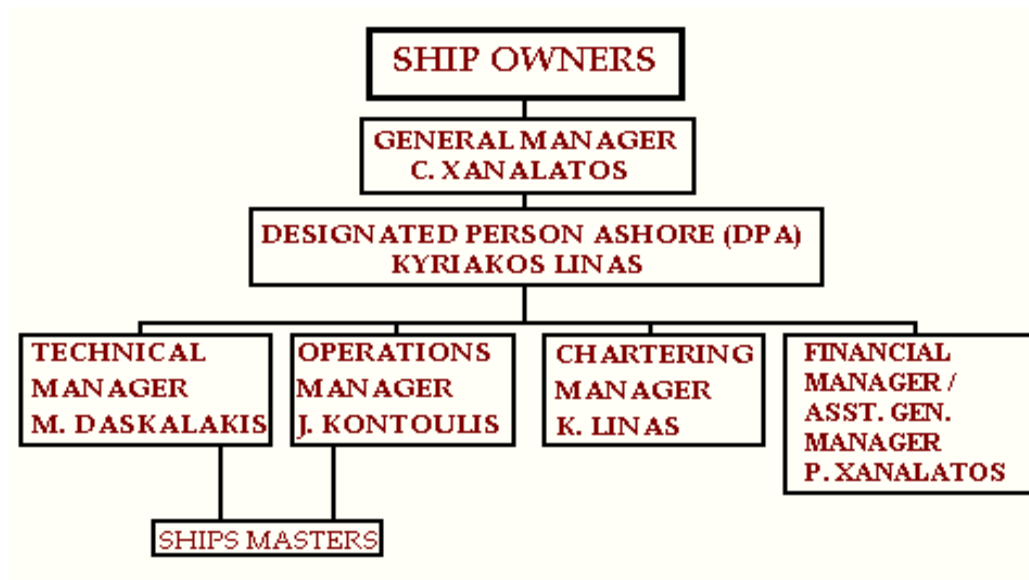 SHIP OWNERS
GENERAL MANAGER
C. XANALATOS
DESIGNATED PERSON ASHORE (DPA)
KYRIAKOS LINAS
TECHNICAL
MANAGER
M. DASKALAKIS
OPERATIONS
MANAGER
J. KONTOULIS
CHARTERING
MANAGER
K. LINAS
FINANCIAL
MANAGER /
ASST. GEN.
MANAGER
P. XANALATOS
SHIPS MASTERS